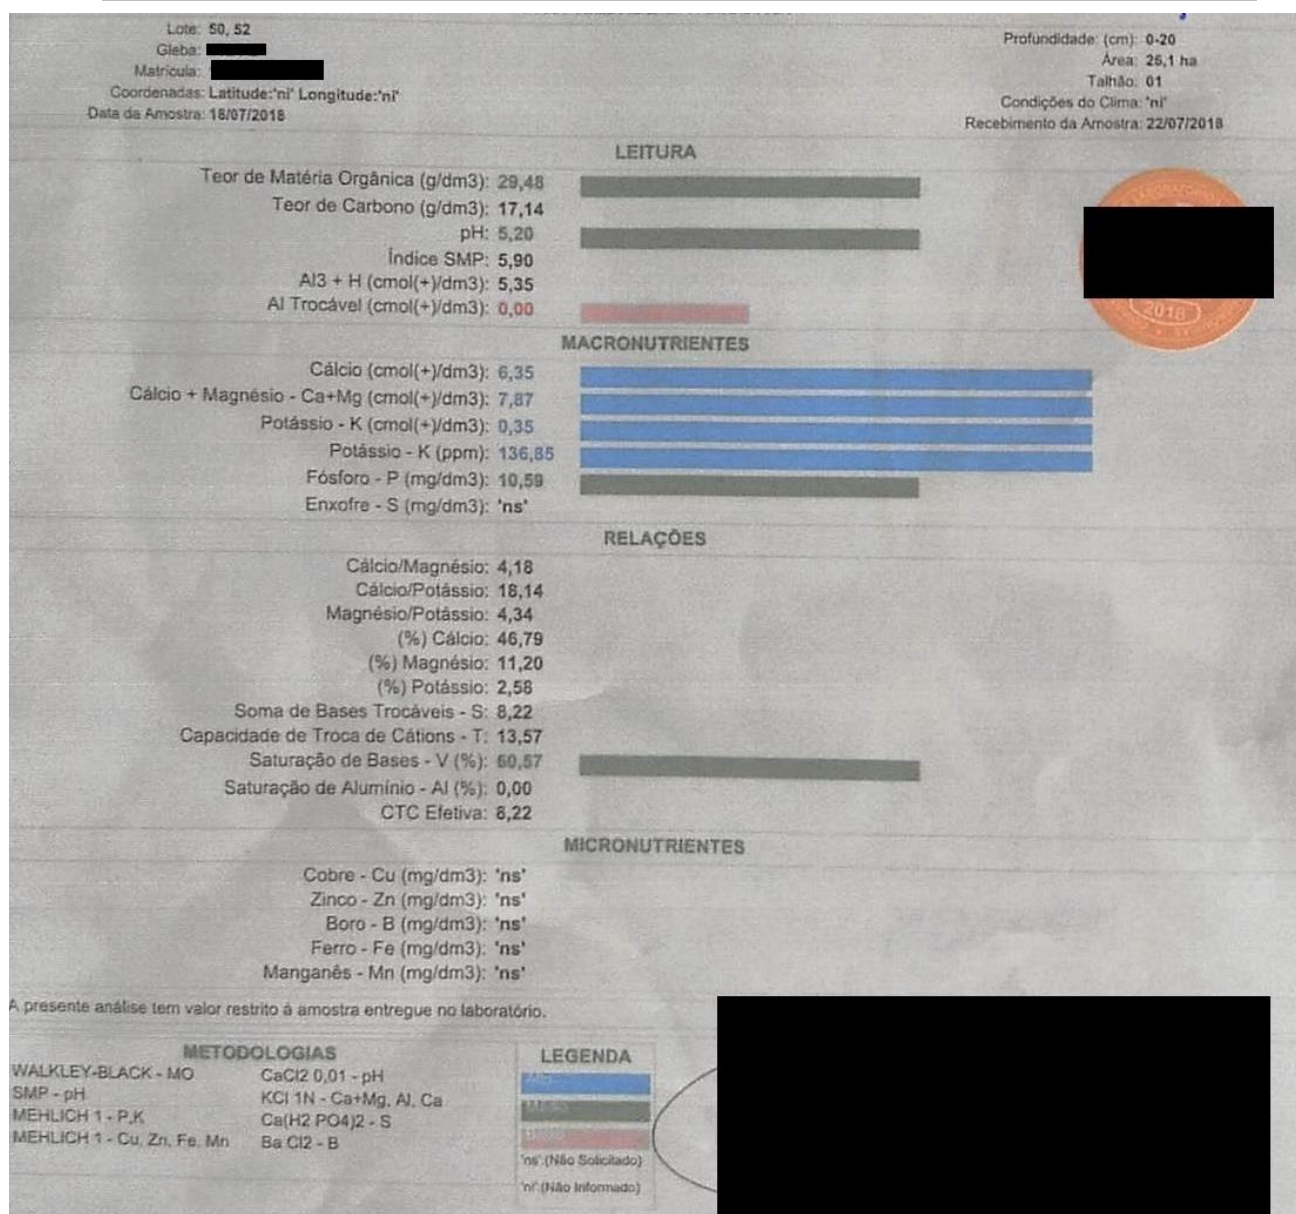 Lote: 50, 52
Gleba:
Matrícula:
Coordenadas: Latitude:'ni' Longitude:'ni'
Data da Amostra: 18/07/2018
Profundidade: (cm): 0-20
Área: 26,1 ha
Talhão: 01
Condições do Clima: 'ni'
Recebimento da Amostra: 22/07/2018
LEITURA
Teor de Matéria Orgânica (g/dm3): 29,48
Teor de Carbono (g/dm3): 17,14
pH: 5,20
Índice SMP: 5,90
Al3 + H (cmol(+)/dm3): 5,35
Al Trocável (cmol(+)/dm3): 0,00
2018
MACRONUTRIENTES
Cálcio (cmol(+)/dm3): 6,35
Cálcio + Magnésio - Ca+Mg (cmol(+)/dm3): 7,87
Potássio - K (cmol(+)/dm3): 0,35
Potássio - K (ppm): 136,85
Fósforo - P (mg/dm3): 10,59
Enxofre - S (mg/dm3): 'ns'
RELAÇÕES
Cálcio/Magnésio: 4,18
Cálcio/Potássio: 18,14
Magnésio/Potássio: 4,34
(%) Cálcio: 46,79
(%) Magnésio: 11,20
(%) Potássio: 2,58
Soma de Bases Trocáveis - S: 8,22
Capacidade de Troca de Cátions - T: 13,57
Saturação de Bases - V (%): 60,57
Saturação de Alumínio - Al (%): 0,00
CTC Efetiva: 8,22
MICRONUTRIENTES
Cobre - Cu (mg/dm3): 'ns'
Zinco - Zn (mg/dm3): 'ns'
Boro - B (mg/dm3): 'ns'
Ferro - Fe (mg/dm3): 'ns'
Manganês - Mn (mg/dm3): 'ns'
A presente análise tem valor restrito à amostra entregue no laboratório.
METODOLOGIAS
WALKLEY-BLACK - MO
SMP - pH
MEHLICH 1 - P,K
MEHLICH 1 - Cu, Zn, Fe, Mn
CaCl2 0,01 - pH
KCl 1N - Ca+Mg, Al, Ca
Ca(H2 PO4)2 - S
Ba Cl2 - B
LEGENDA
'ns':(Não Solicitado)
'ni':(Não Informado)